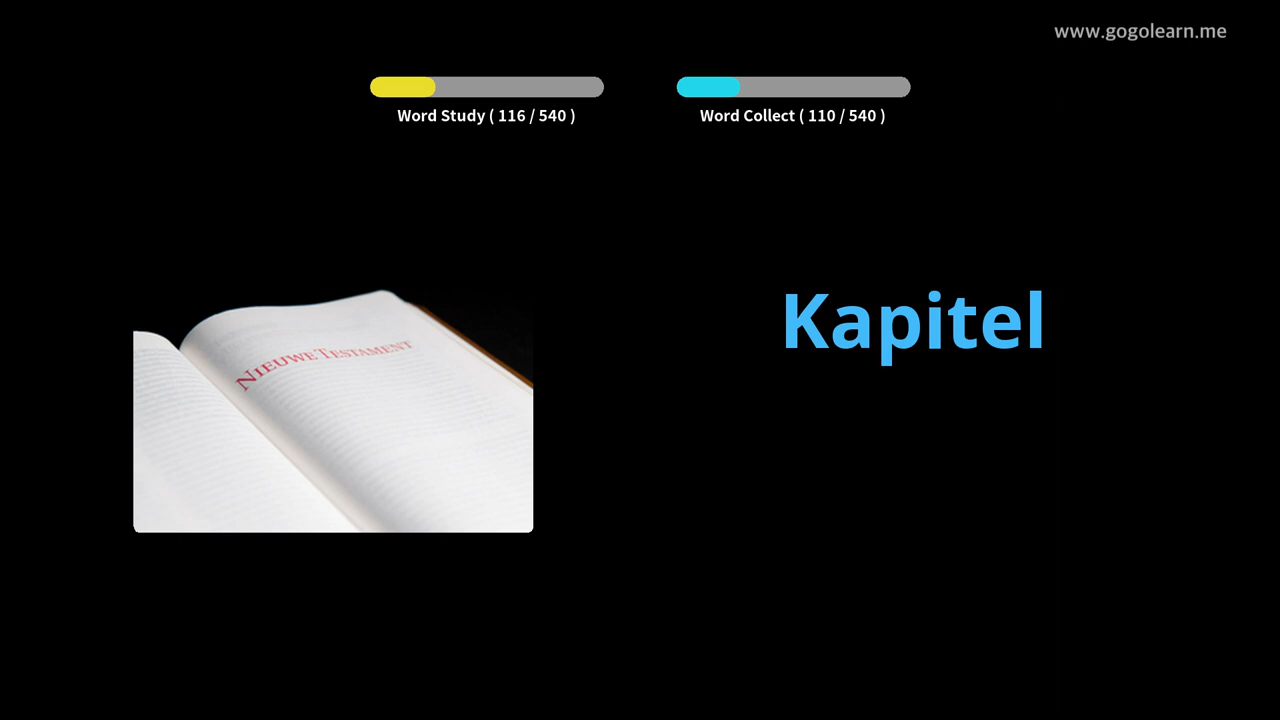 www.gogolearn.me
Word Study ( 116 / 540 )
Word Collect ( 110 / 540 )
Kapitel
NIEUWE TESTAMENT